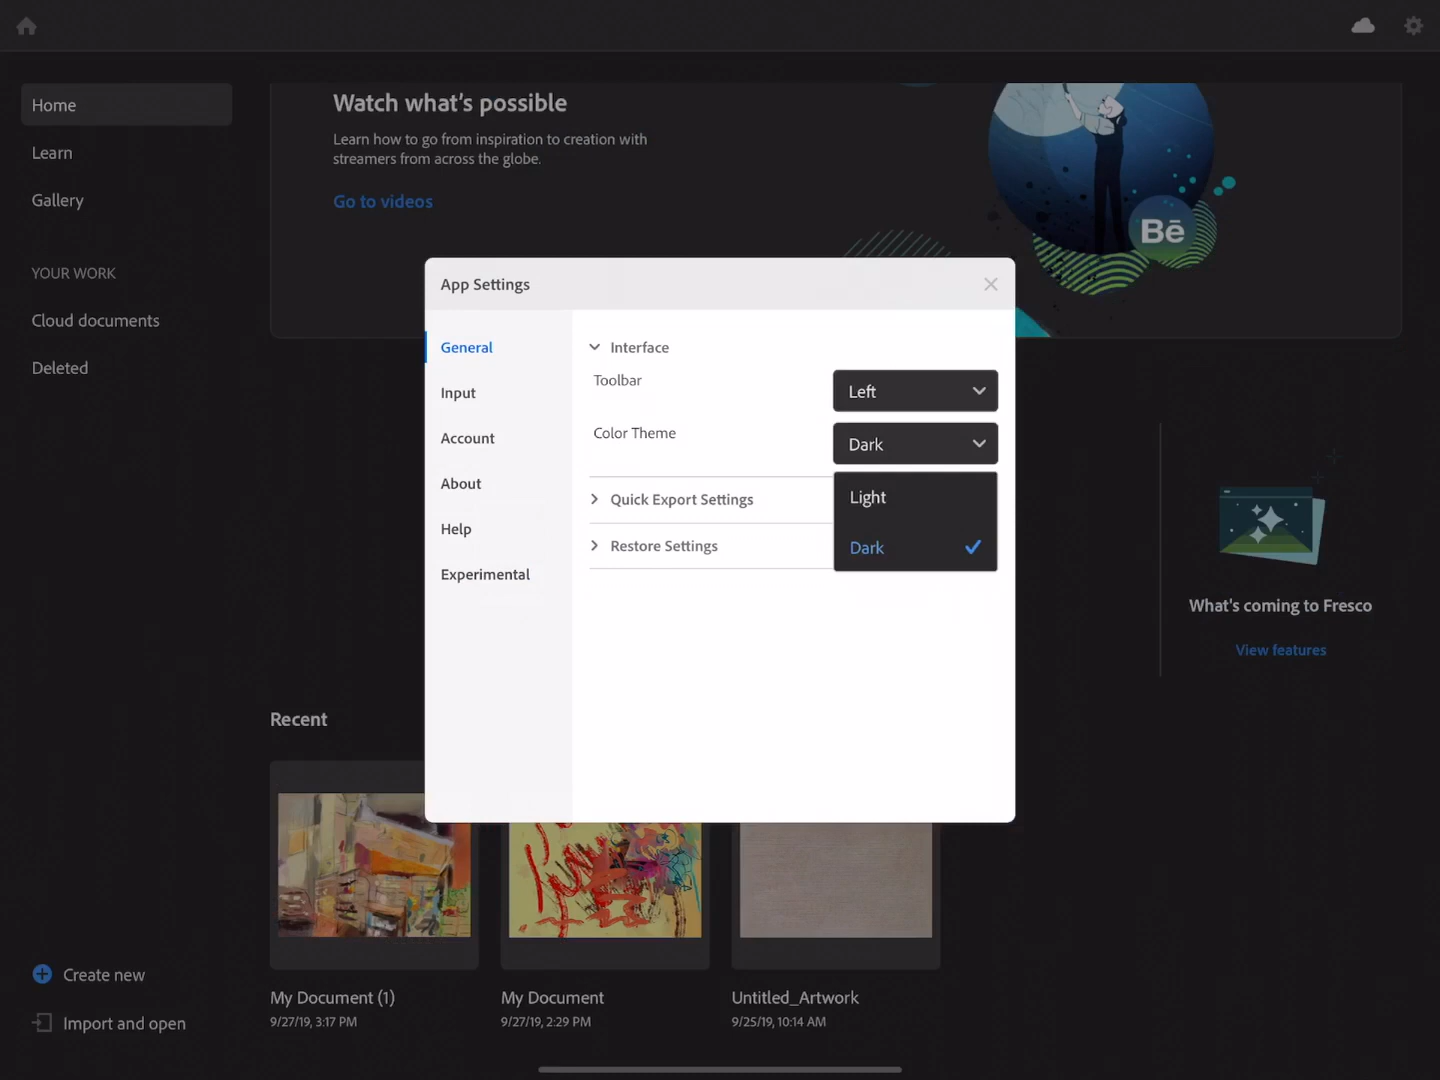 Home
Learn
Gallery
YOUR WORK
Cloud documents
Deleted
Create new
Import and open
Watch what’s possible
Learn how to go from inspiration to creation with
streamers from across the globe.
Go to videos
Bē
App Settings
General
Input
Account
About
Help
Experimental
Interface
Toolbar
Left
Color Theme
Dark
Light
Dark
Quick Export Settings
Restore Settings
What's coming to Fresco
View features
Recent
My Document (1)
9/27/19, 3:17 PM
My Document
9/27/19, 2:29 PM
Untitled_Artwork
9/25/19, 10:14 AM